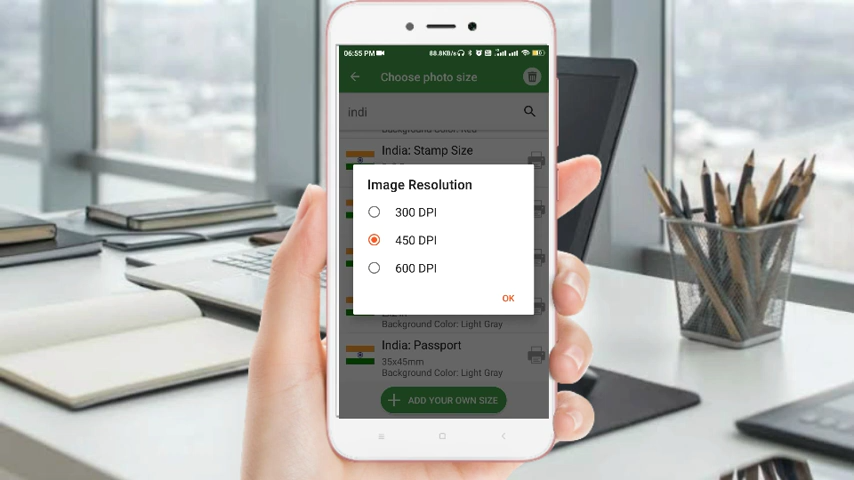 06:55 PM
88.8KB/s
Choose photo size
indi
Background Color: Red
India: Stamp Size
Image Resolution
300 DPI
450 DPI
600 DPI
OK
Background Color: Light Gray
India: Passport
35x45mm
Background Color: Light Gray
ADD YOUR OWN SIZE